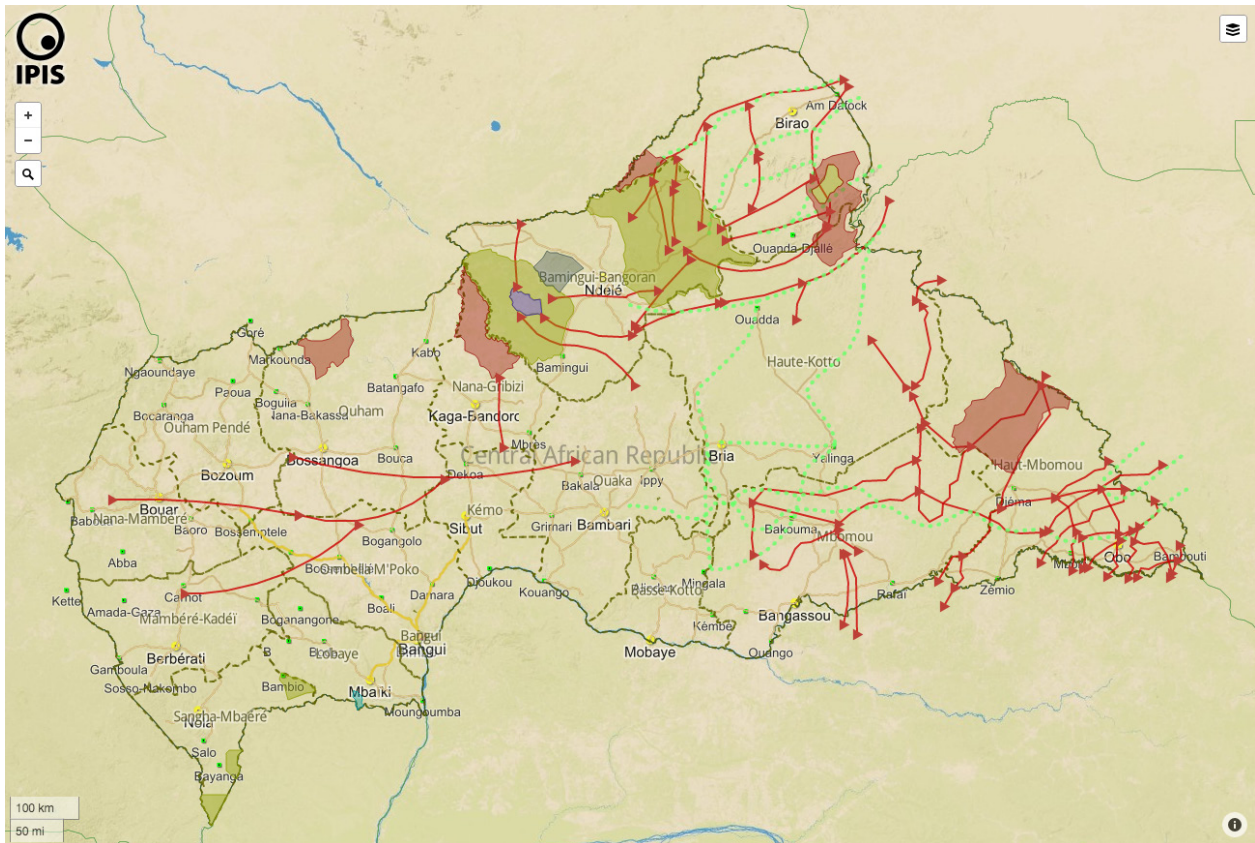 IPIS
+
−
Am Dafock
Birao
Ouanda-Djallé
Bamingui-Bangoran
Ndélé
Ouadda
Goré
Markounda
Kabo
Haute-Kotto
Ngaoundaye
Bamingui
Paoua
Batangafo
Nana-Gribizi
Boguila
Nana-Bakassa
Ouham
Bocaranga
Kaga-Bandoro
Ouham Pendé
Mbrès
Central African Republic
Bossangoa
Bouca
Bria
Yalinga
Haut-Mbomou
Bozoum
Dekoa
Bakala
Ouaka
Ippy
Djéma
Bouar
Kémo
Nana-Mambéré
Baoro
Bossemptele
Sibut
Grimari
Bambari
Bakouma
Mbomou
Bogangolo
Obo
Bambouti
Abba
Ombella M'Poko
Djoukou
Kouango
Mingala
Basse-Kotto
Rafaï
Zémio
Kette
Carnot
Damara
Amada-Gaza
Boali
Mambéré-Kadéï
Boganangone
Kembé
Bangassou
Bangui
Bangui
Berbérati
B
Lobaye
Mobaye
Ouango
Gamboula
Sosso-Nakombo
Bambio
Mbaïki
Moungoumba
Sangha-Mbaéré
Nola
Salo
Bayanga
100 km
50 mi